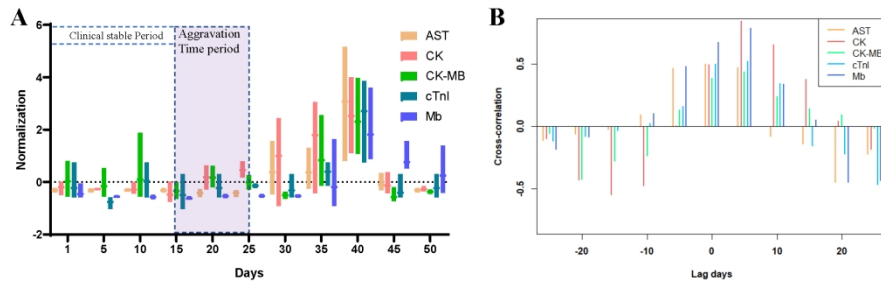 A
B
Clinical stable Period
Aggravation
Time period
AST
CK
CK-MB
cTnI
Mb
Normalization
6
4
2
0
-2
1 5 10 15 20 25 30 35 40 45 50
Days
AST
CK
CK-MB
cTnI
Mb
Cross-correlation
0.5
0.0
-0.5
-20 -10 0 10 20
Lag days